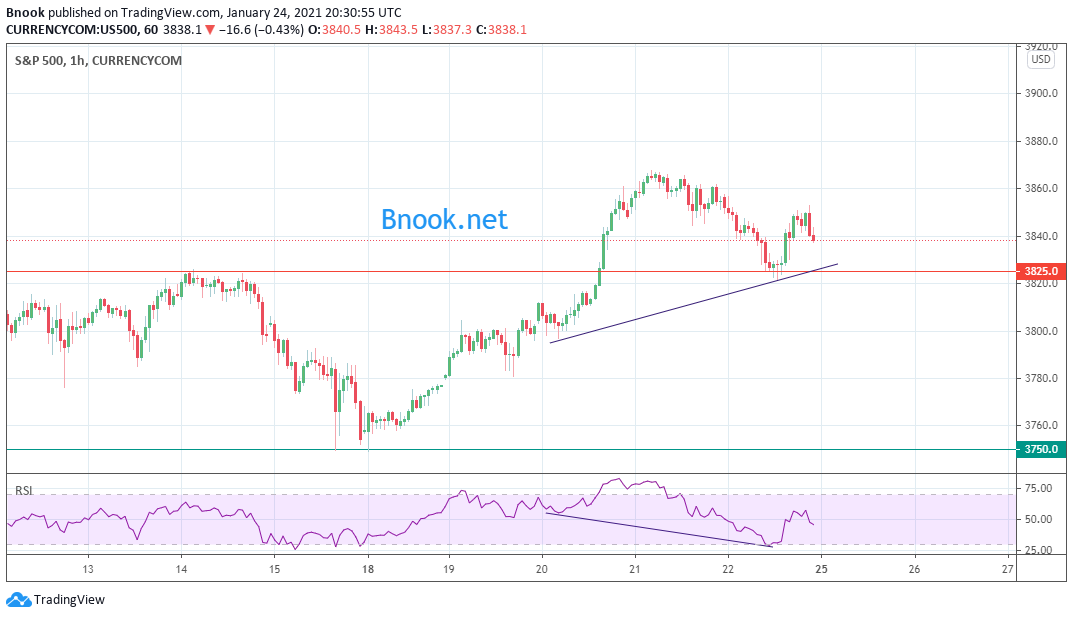 Bnook published on TradingView.com, January 24, 2021 20:30:55 UTC
CURRENCYCOM:US500, 60 3838.1 ▼ −16.6 (−0.43%) O:3840.5 H:3843.5 L:3837.3 C:3838.1
S&P 500, 1h, CURRENCYCOM
3920.0
USD
3900.0
3880.0
3860.0
Bnook.net
3840.0
3825.0
3820.0
3800.0
3780.0
3760.0
3750.0
RSI
75.00
50.00
25.00
13 14 15 18 19 20 21 22 25 26 27
TradingView